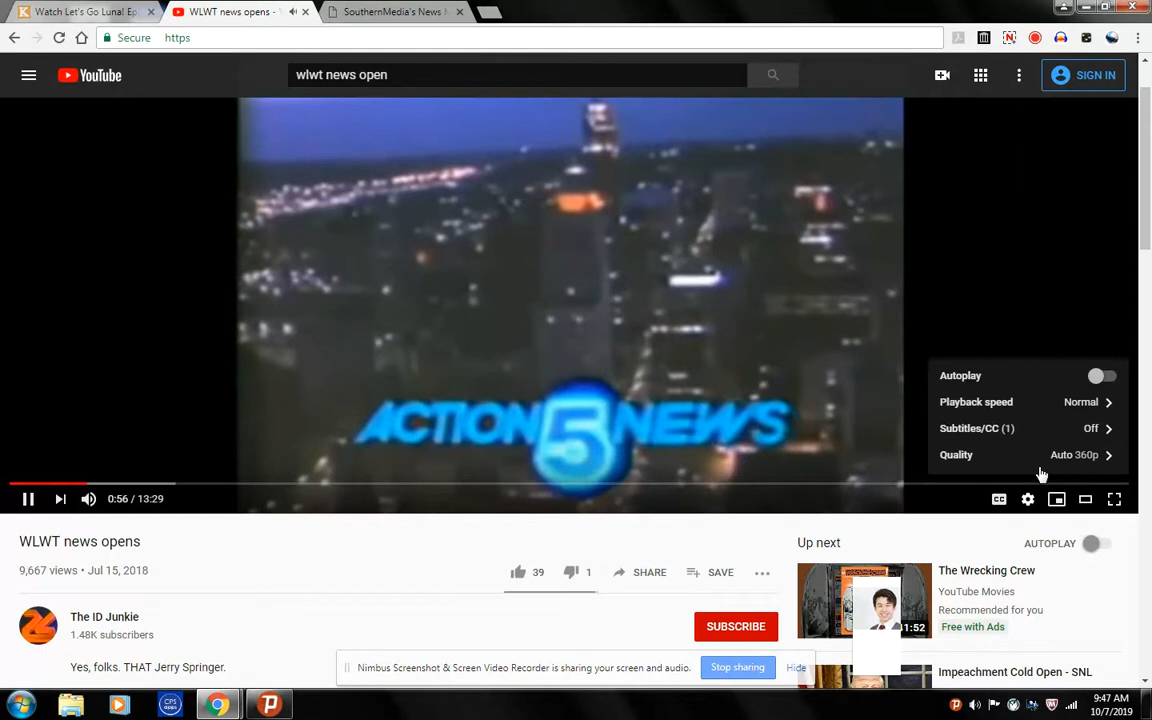 Watch Let's Go Luna! Ep
WLWT news opens -
SouthernMedia's News
Secure
https
YouTube
wlwt news open
SIGN IN
ACTION 5 NEWS
Autoplay
Playback speed Normal
Subtitles/CC (1) Off
Quality Auto 360p
0:56 / 13:29
CC
WLWT news opens
9,667 views • Jul 15, 2018
39
1
SHARE
SAVE
The ID Junkie
1.48K subscribers
SUBSCRIBE
Yes, folks. THAT Jerry Springer.
Up next
AUTOPLAY
The Wrecking Crew
YouTube Movies
Recommended for you
Free with Ads
11:52
Impeachment Cold Open - SNL
Nimbus Screenshot & Screen Video Recorder is sharing your screen and audio.
Stop sharing
Hide
CPS
apps
9:47 AM
10/7/2019